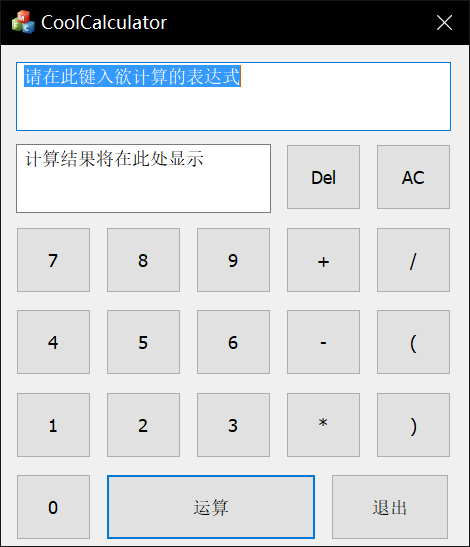 CoolCalculator
请在此键入欲计算的表达式
计算结果将在此处显示
Del AC
7 8 9 + /
4 5 6 - (
1 2 3 * )
0 运算 退出